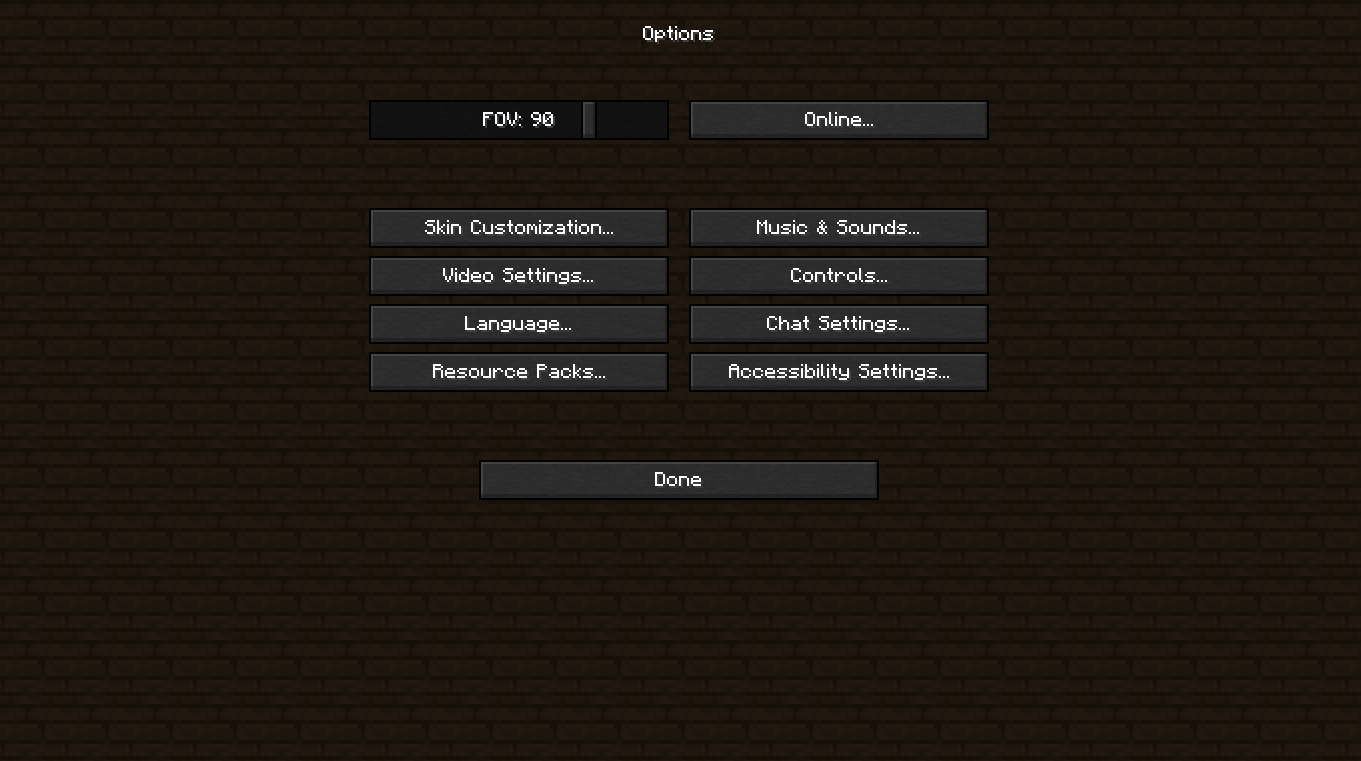 Options
FOV: 90
Online...
Skin Customization...
Music & Sounds...
Video Settings...
Controls...
Language...
Chat Settings...
Resource Packs...
Accessibility Settings...
Done